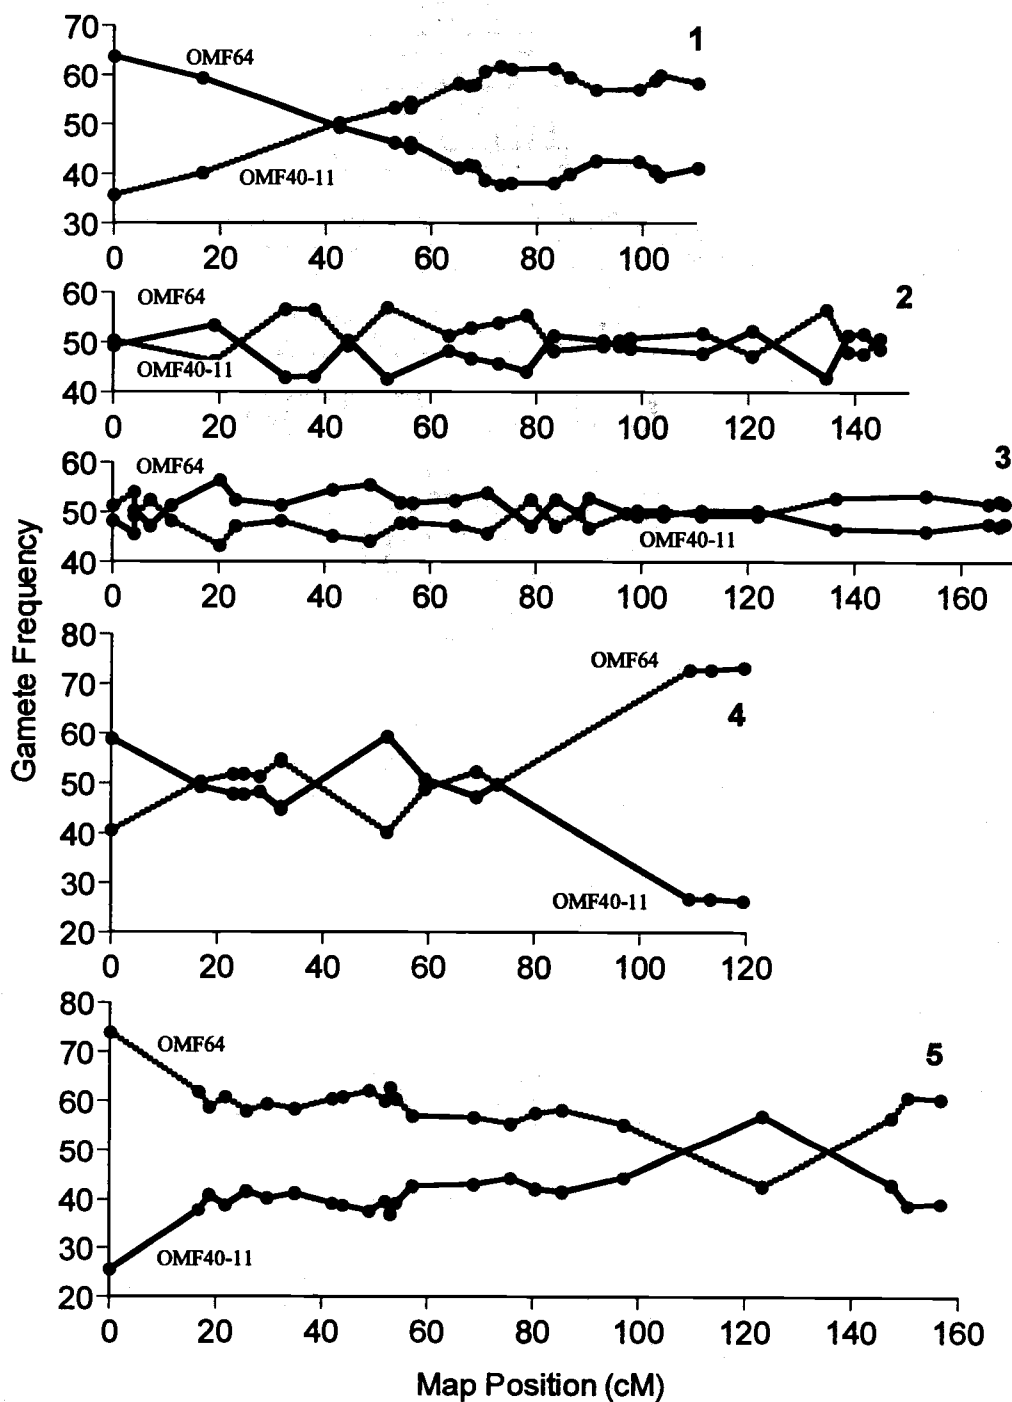 70
1
OMF64
60
50
40
OMF40-11
30
0 20 40 60 80 100
60
OMF64
2
50
OMF40-11
40
0 20 40 60 80 100 120 140
60
OMF64
3
50
OMF40-11
40
0 20 40 60 80 100 120 140 160
Gamete Frequency
80
OMF64
70
4
60
50
40
30
OMF40-11
20
0 20 40 60 80 100 120
80
OMF64
5
70
60
50
40
30
OMF40-11
20
0 20 40 60 80 100 120 140 160
Map Position (cM)